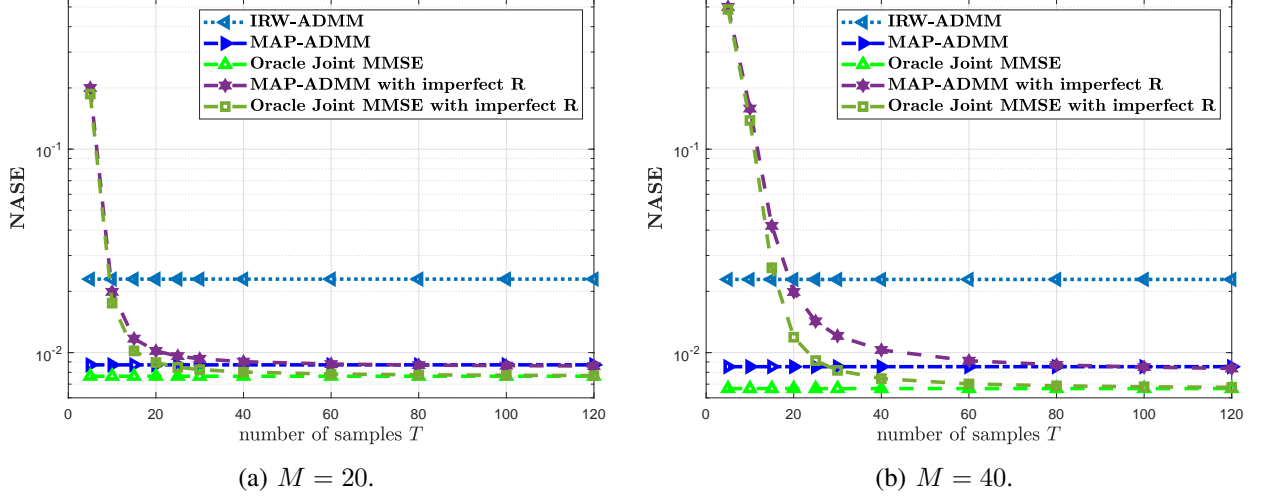 IRW-ADMM
MAP-ADMM
Oracle Joint MMSE
MAP-ADMM with imperfect R
Oracle Joint MMSE with imperfect R
NASE
10^{-1}
10^{-2}
0 20 40 60 80 100 120
number of samples T
(a) M = 20.
IRW-ADMM
MAP-ADMM
Oracle Joint MMSE
MAP-ADMM with imperfect R
Oracle Joint MMSE with imperfect R
NASE
10^{-1}
10^{-2}
0 20 40 60 80 100 120
number of samples T
(b) M = 40.